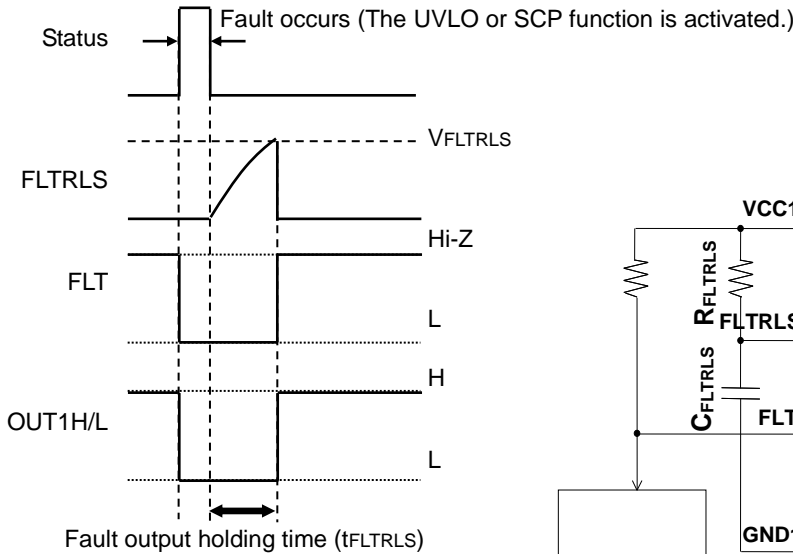 Fault occurs (The UVLO or SCP function is activated.)
Status
VFLTRLS
FLTRLS
Hi-Z
FLT
L
H
OUT1H/L
L
Fault output holding time (tFLTRLS)
VCC1
RFLTRLS
FLTRLS
CFLTRLS
FLT
GND1